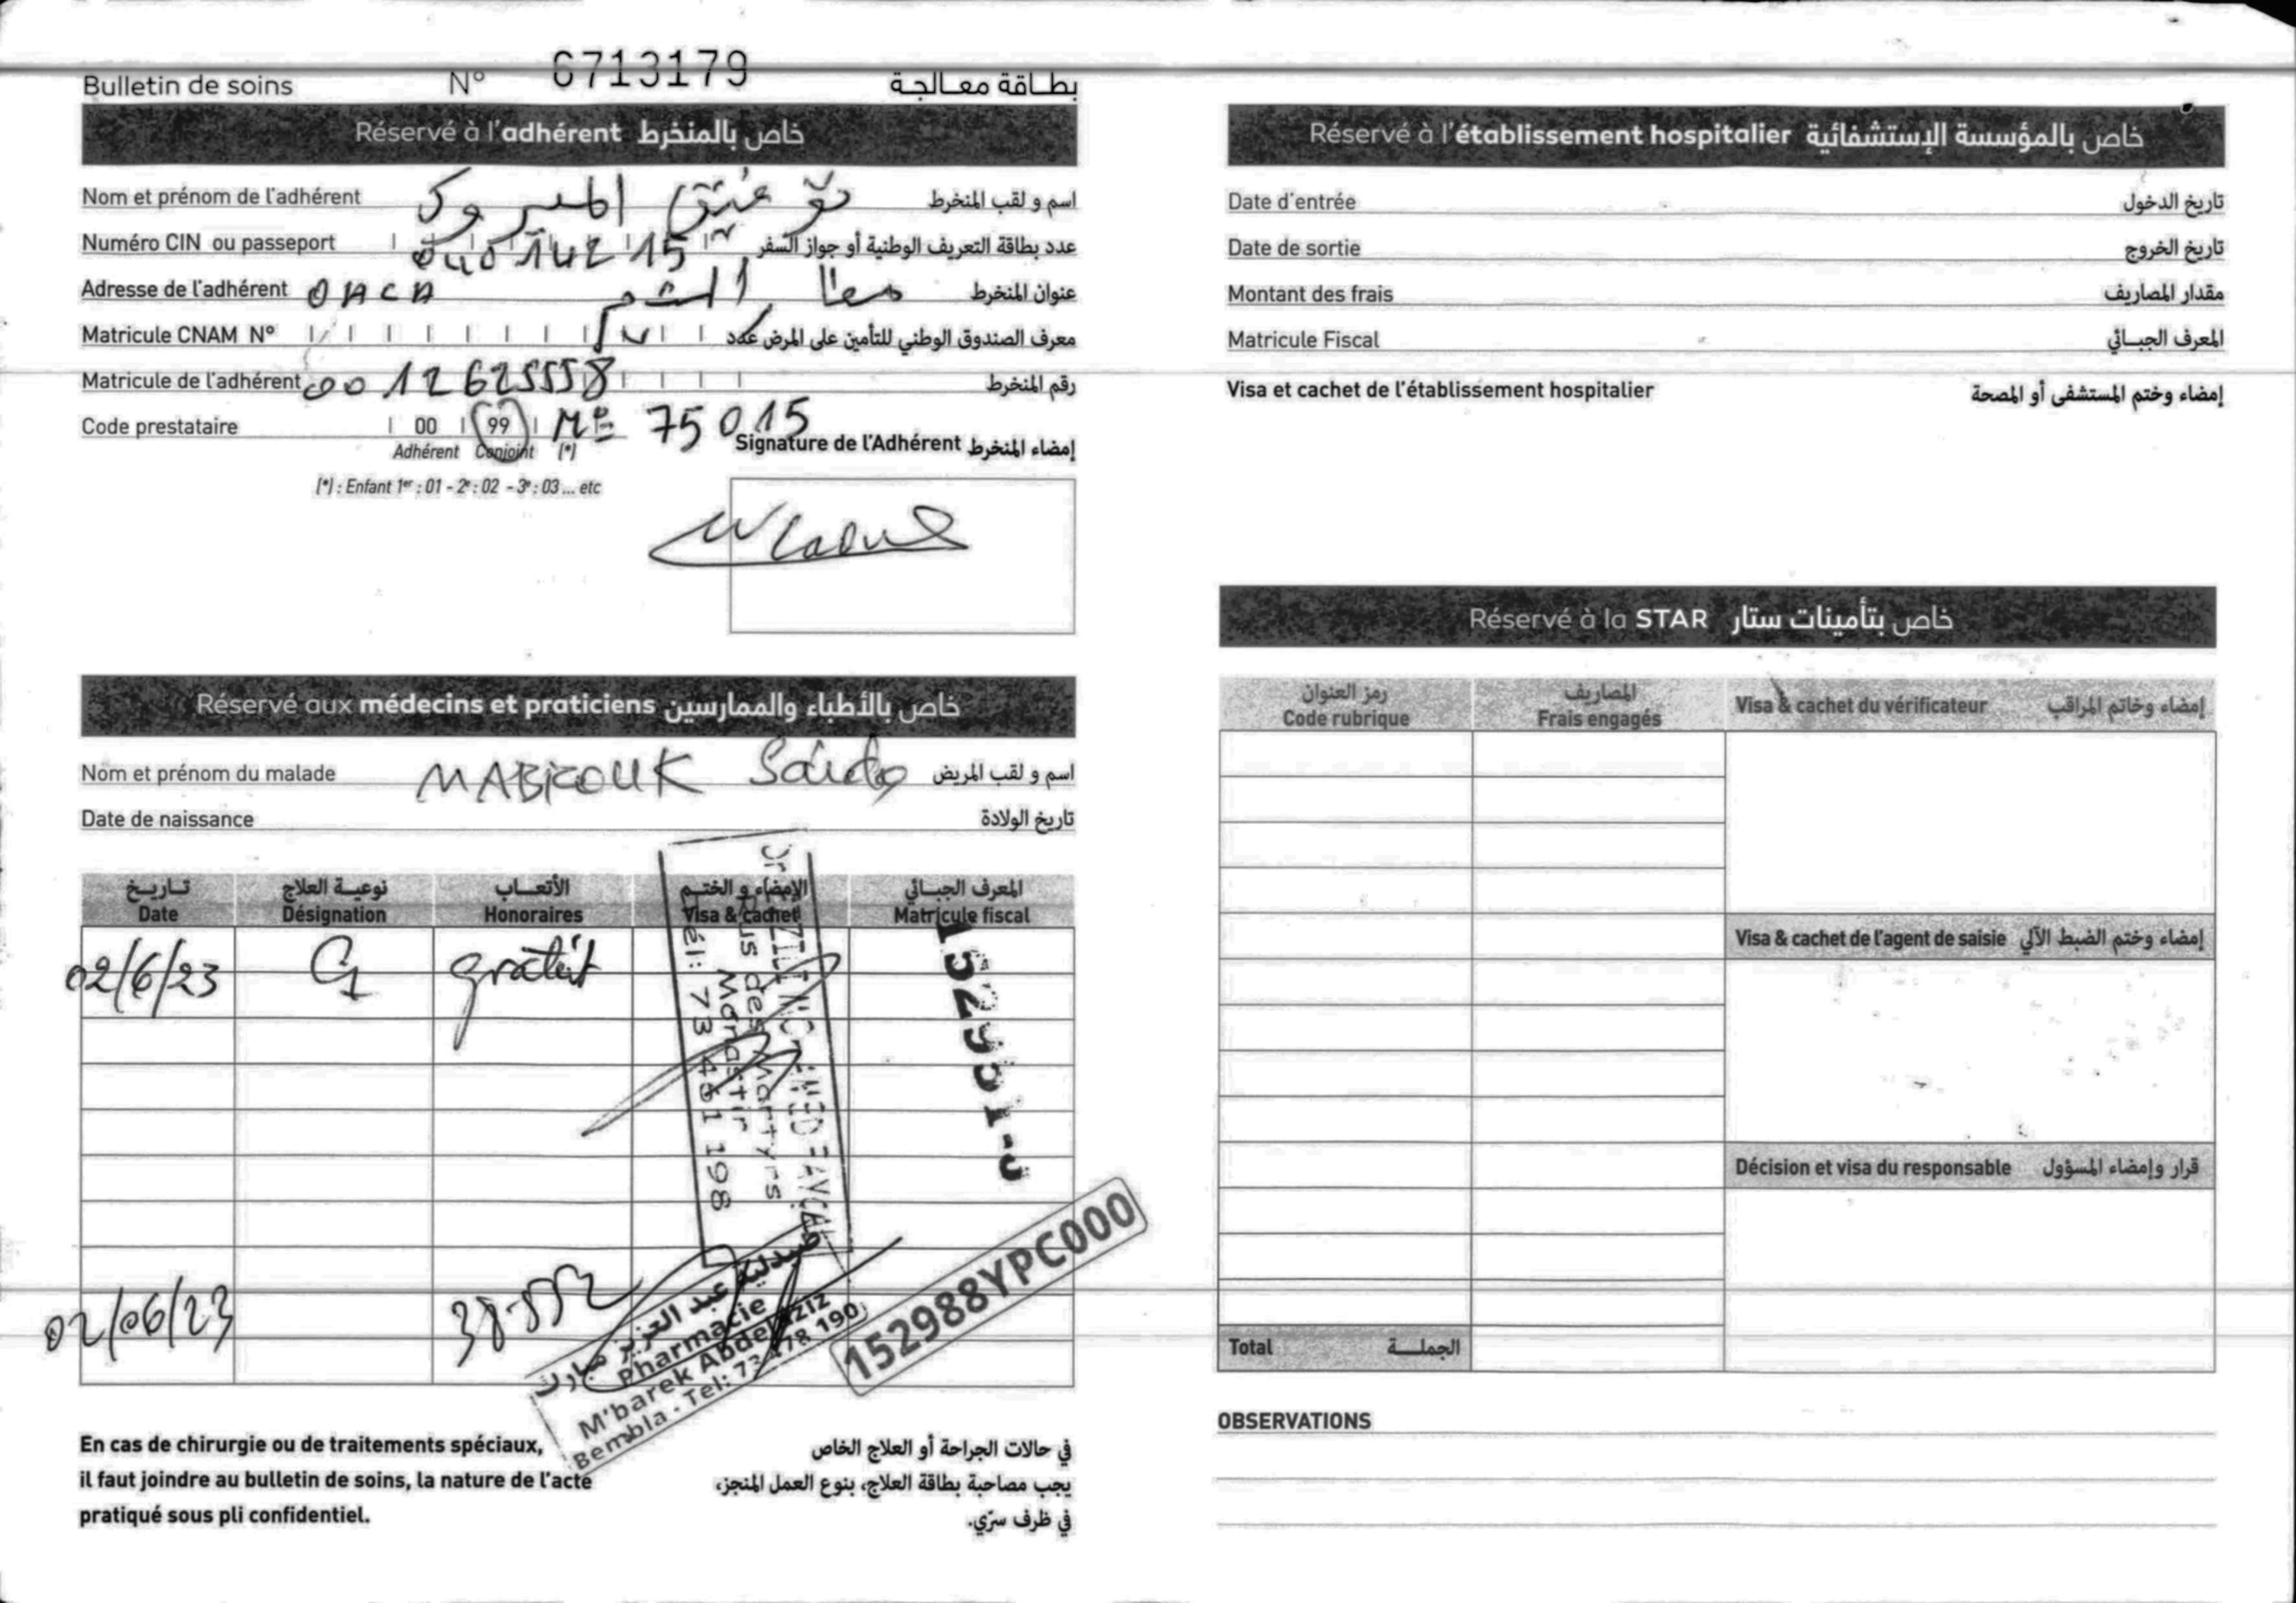 Bulletin de soins N° 6713179 بطاقة معالجة
Réservé à l'adhérent خاص بالمنخرط
Nom et prénom de l'adhérent المبروك اسم و لقب المنخرط
Numéro CIN ou passeport عدد بطاقة التعريف الوطنية أو جواز السفر
Adresse de l'adhérent OACA عنوان المنخرط
Matricule CNAM N° معرف الصندوق الوطني للتأمين على المرض عدد
Matricule de l'adhérent 0012625558 رقم المنخرط
Code prestataire 00 99 Mle 75015
Adhérent Conjoint (*)
Signature de l'Adhérent إمضاء المنخرط
(*) : Enfant 1er : 01 - 2e : 02 - 3e : 03 ... etc
Réservé aux médecins et praticiens خاص بالأطباء والممارسين
Nom et prénom du malade MABROUK Saida اسم و لقب المريض
Date de naissance تاريخ الولادة
تاريخ نوعية العلاج الأتعاب الإمضاء و الختم المعرف الجبائي
Date Désignation Honoraires Visa & cachet Matricule fiscal
02/6/23 C1 gratuit
Rus des Martyrs
Monastir
Tél: 73 461 198
02/06/23 38.552
صيدلية عبد العزيز مبارك
Pharmacie
M'barek Abdelaziz
Bembla - Tel: 73 478 190
152988YPC000
En cas de chirurgie ou de traitements spéciaux,
il faut joindre au bulletin de soins, la nature de l'acte
pratiqué sous pli confidentiel.
في حالات الجراحة أو العلاج الخاص
يجب مصاحبة بطاقة العلاج، بنوع العمل المنجز،
في ظرف سرّي.
Réservé à l'établissement hospitalier خاص بالمؤسسة الإستشفائية
Date d'entrée تاريخ الدخول
Date de sortie تاريخ الخروج
Montant des frais مقدار المصاريف
Matricule Fiscal المعرف الجبائي
Visa et cachet de l'établissement hospitalier إمضاء وختم المستشفى أو المصحة
Réservé à la STAR خاص بتأمينات ستار
رمز العنوان المصاريف
Code rubrique Frais engagés
Visa & cachet du vérificateur إمضاء وخاتم المراقب
Visa & cachet de l'agent de saisie إمضاء وختم الضبط الآلي
Décision et visa du responsable قرار وإمضاء المسؤول
Total الجملة
OBSERVATIONS